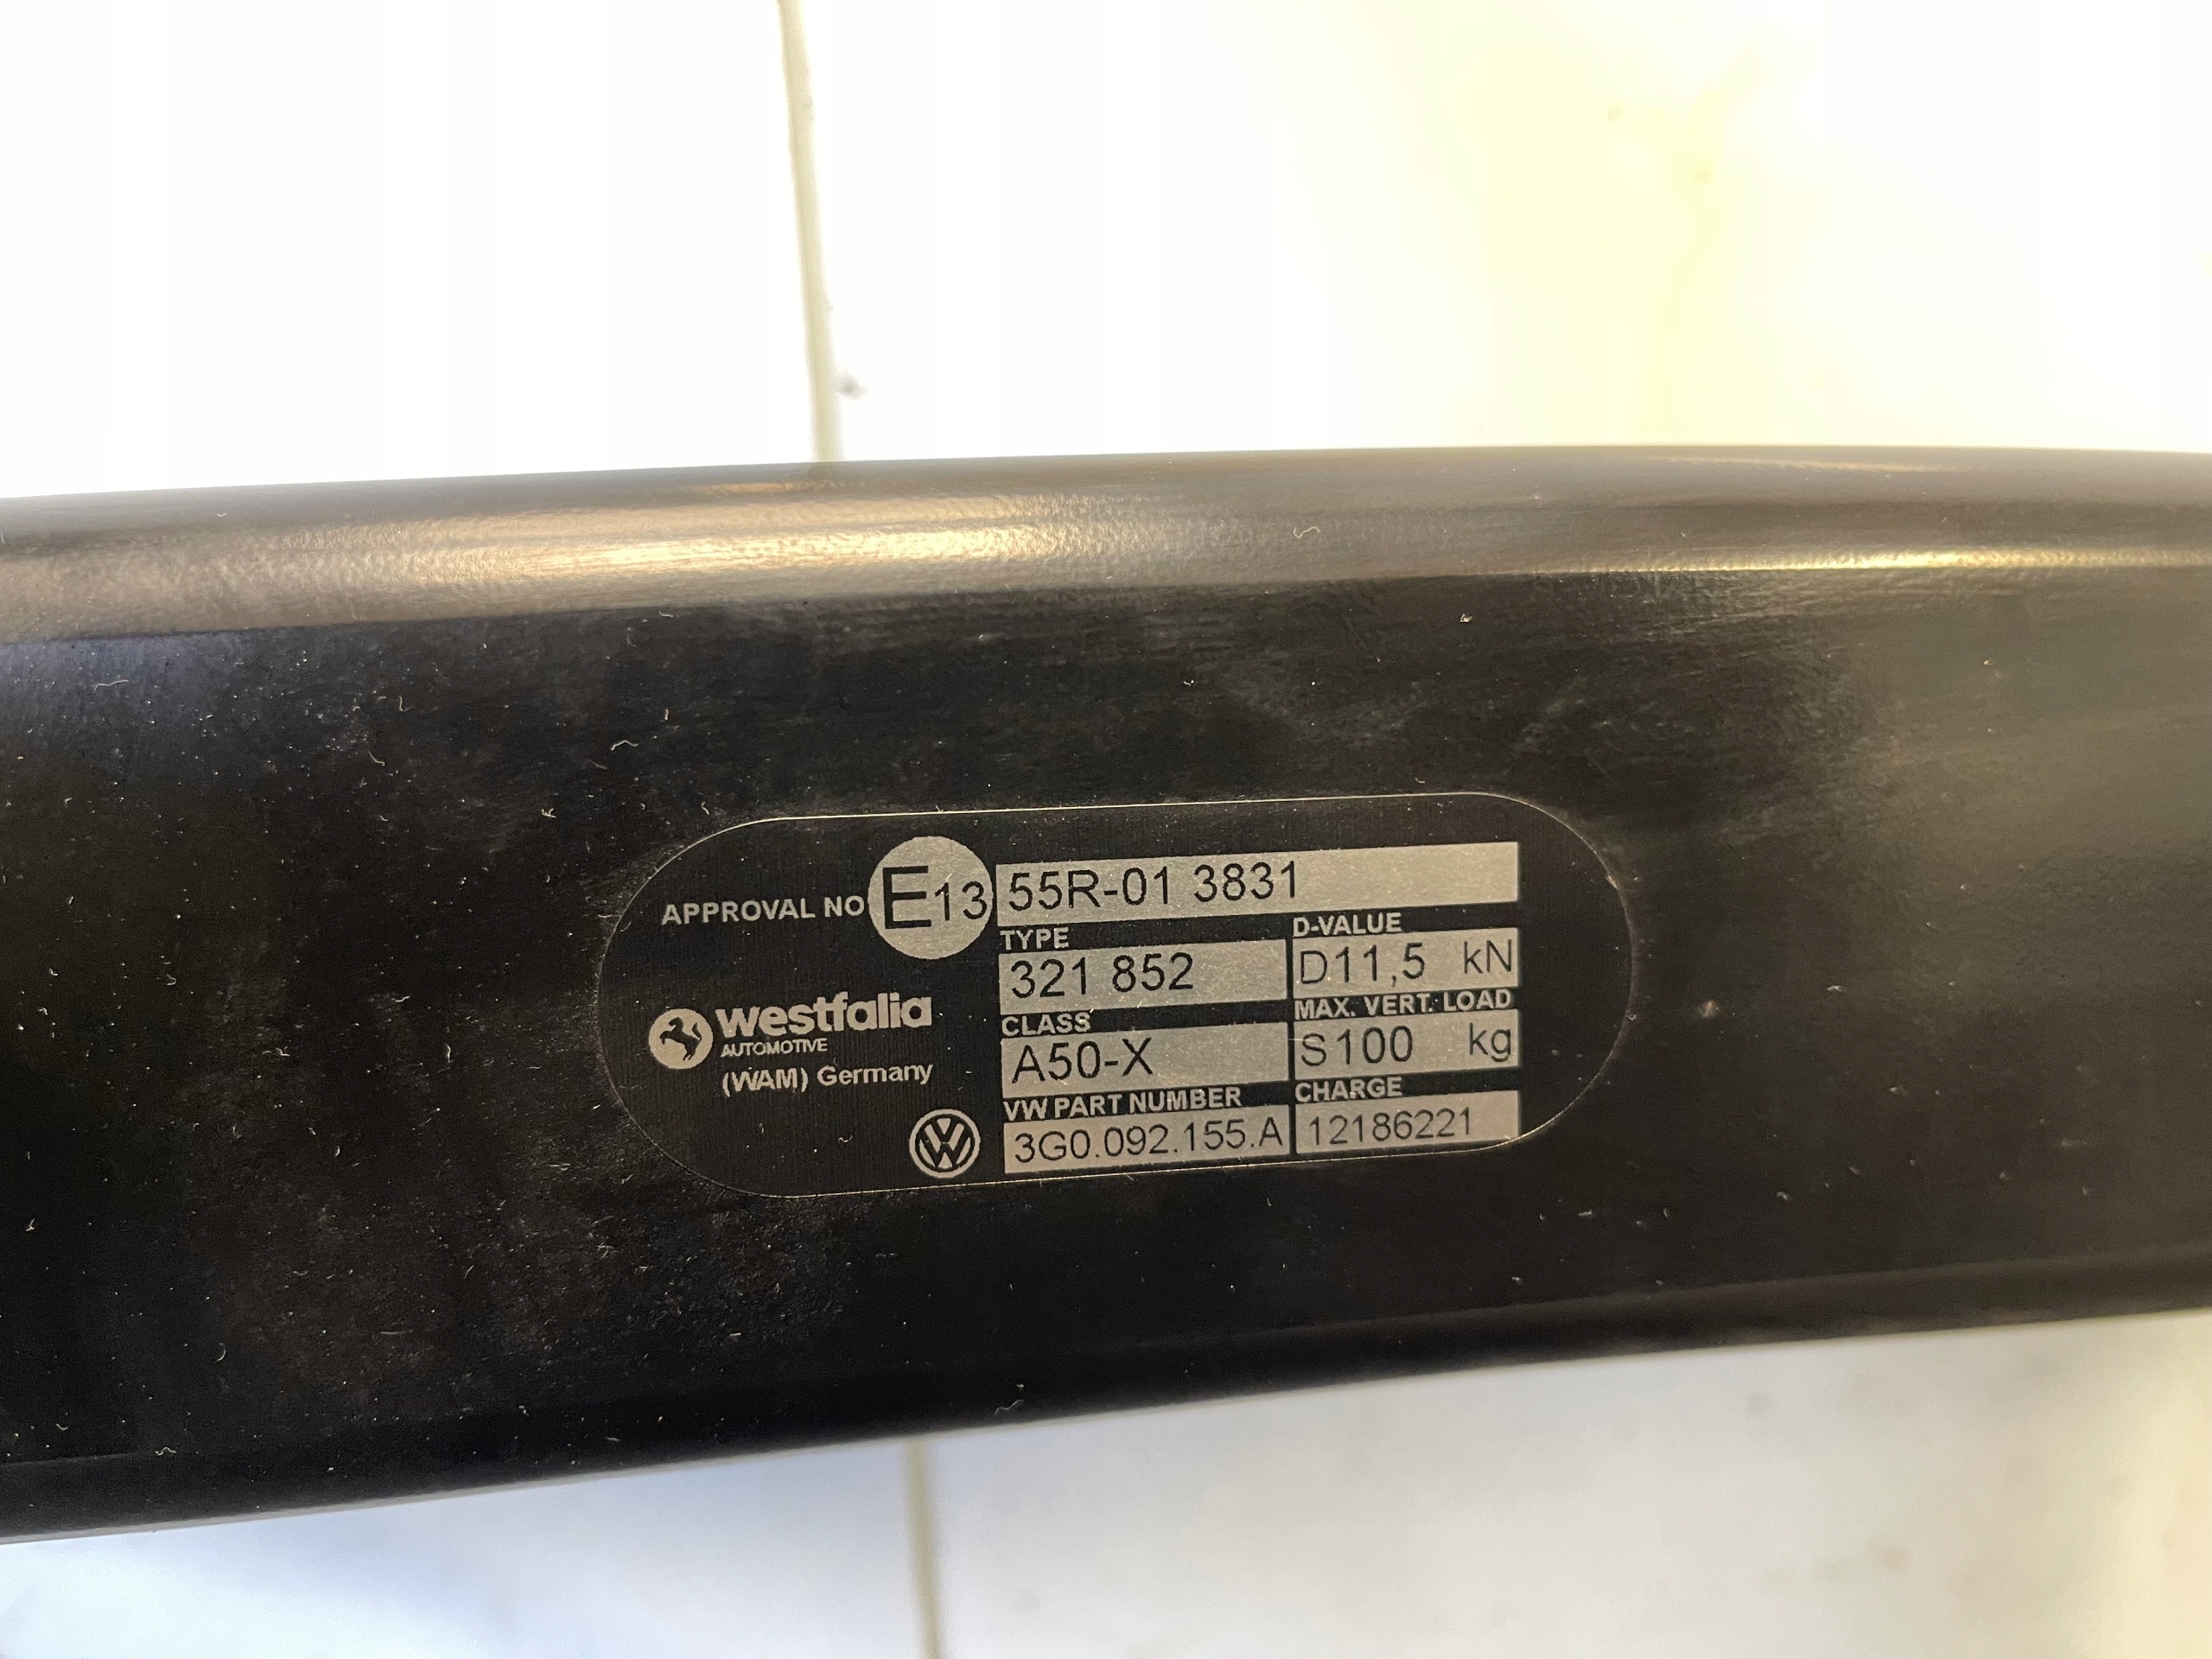 APPROVAL NO E13 55R-01 3831
TYPE D-VALUE
321 852 D11,5 kN
westfalia
AUTOMOTIVE
(WAM) Germany
CLASS MAX. VERT. LOAD
A50-X S100 kg
VW PART NUMBER CHARGE
VW 3G0.092.155.A 12186221